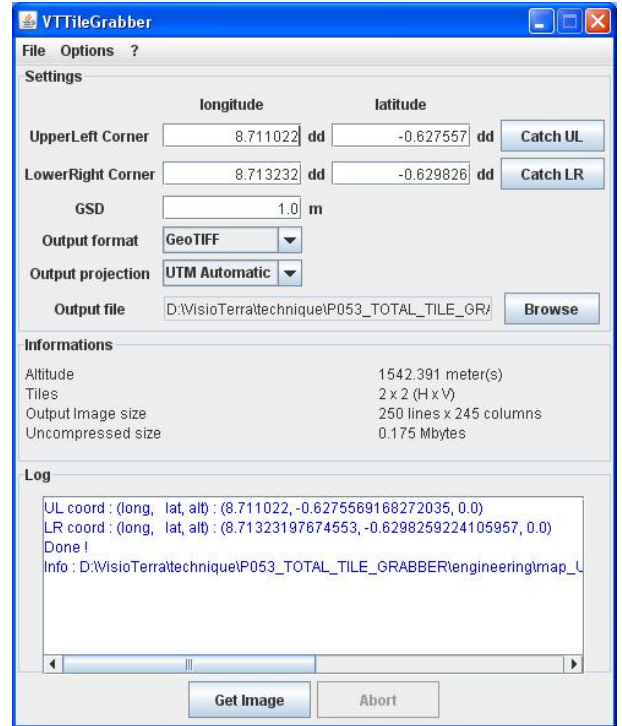 VTTileGrabber
File Options ?
Settings
longitude latitude
UpperLeft Corner 8.711022 dd -0.627557 dd Catch UL
LowerRight Corner 8.713232 dd -0.629826 dd Catch LR
GSD 1.0 m
Output format GeoTIFF
Output projection UTM Automatic
Output file D:\VisioTerra\technique\P053_TOTAL_TILE_GR Browse
Informations
Altitude 1542.391 meter(s)
Tiles 2 x 2 (H x V)
Output Image size 250 lines x 245 columns
Uncompressed size 0.175 Mbytes
Log
UL coord : (long, lat, alt) : (8.711022, -0.6275569168272035, 0.0)
LR coord : (long, lat, alt) : (8.71323197674553, -0.6298259224105957, 0.0)
Done !
Info : D:\VisioTerra\technique\P053_TOTAL_TILE_GRABBER\engineering\map_U
Get Image Abort